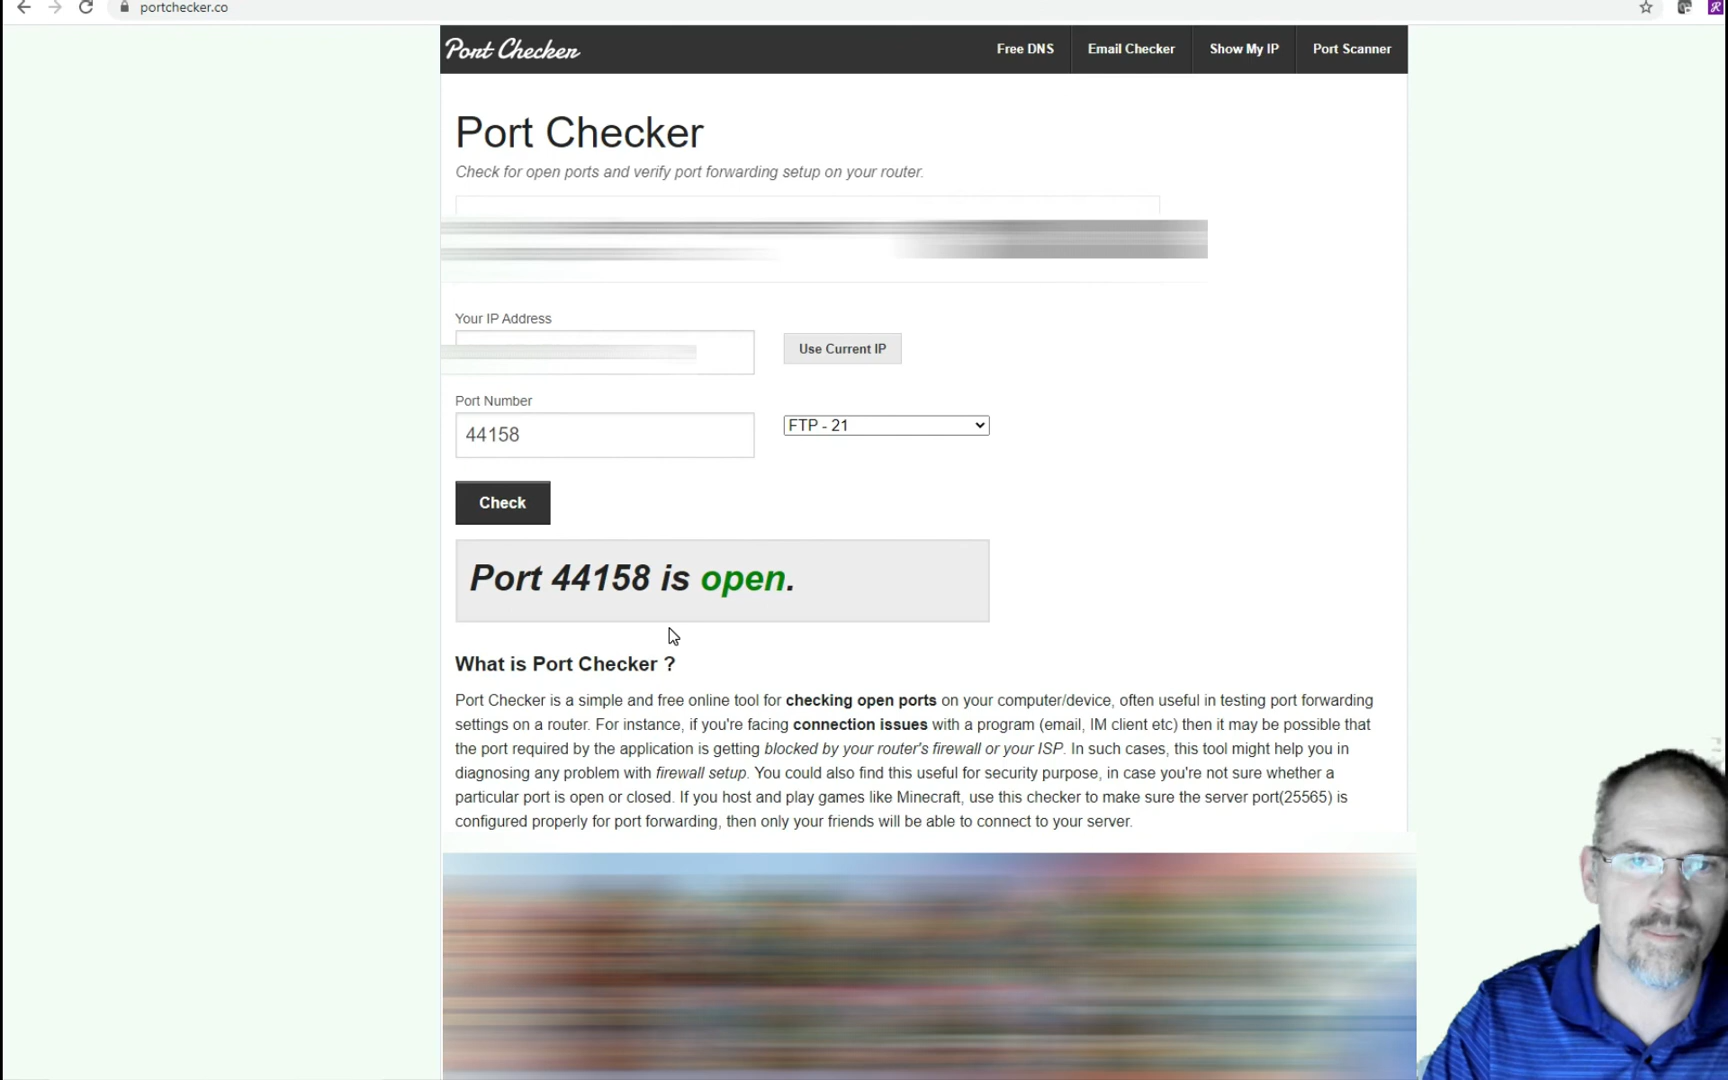 portchecker.co
Port Checker
Free DNS
Email Checker
Show My IP
Port Scanner
Port Checker
Check for open ports and verify port forwarding setup on your router.
Your IP Address
Use Current IP
Port Number
44158
FTP - 21
Check
Port 44158 is open.
What is Port Checker ?
Port Checker is a simple and free online tool for checking open ports on your computer/device, often useful in testing port forwarding
settings on a router. For instance, if you're facing connection issues with a program (email, IM client etc) then it may be possible that
the port required by the application is getting blocked by your router's firewall or your ISP. In such cases, this tool might help you in
diagnosing any problem with firewall setup. You could also find this useful for security purpose, in case you're not sure whether a
particular port is open or closed. If you host and play games like Minecraft, use this checker to make sure the server port(25565) is
configured properly for port forwarding, then only your friends will be able to connect to your server.